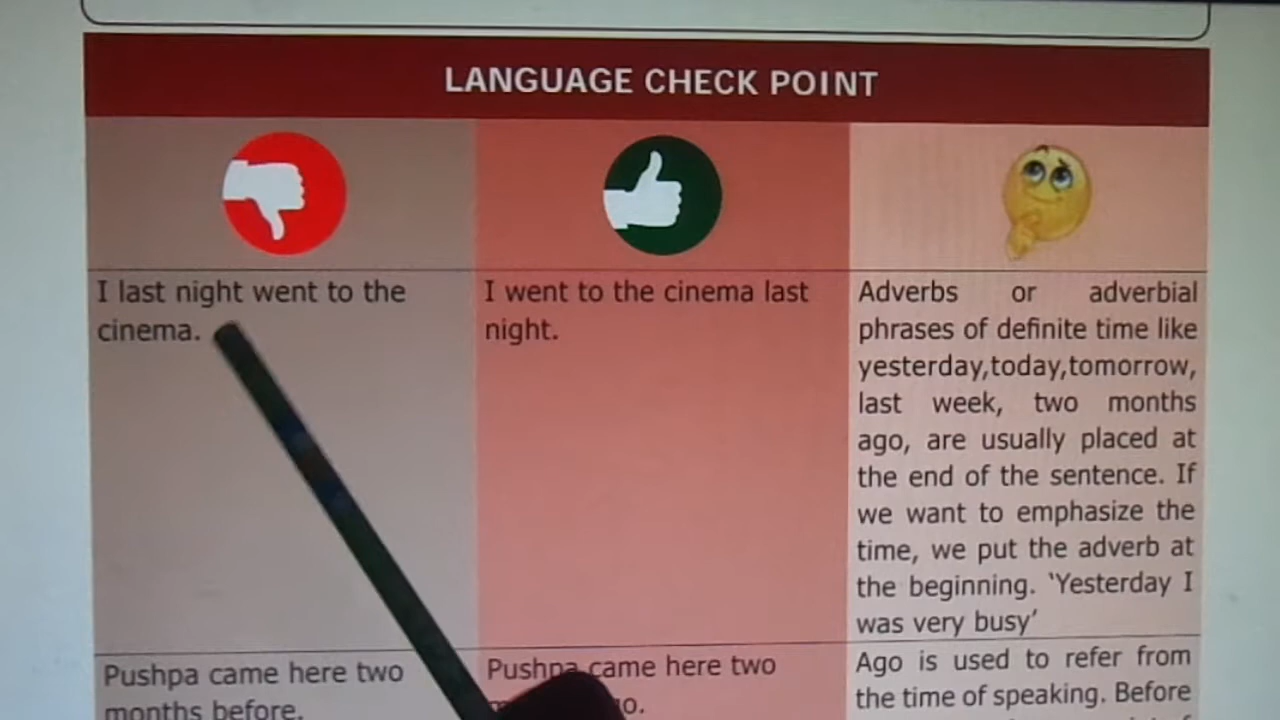 LANGUAGE CHECK POINT
I last night went to the
cinema.
I went to the cinema last
night.
Adverbs or adverbial
phrases of definite time like
yesterday,today,tomorrow,
last week, two months
ago, are usually placed at
the end of the sentence. If
we want to emphasize the
time, we put the adverb at
the beginning. ‘Yesterday I
was very busy’
Pushpa came here two
months before.
Pushpa came here two
Ago is used to refer from
the time of speaking. Before